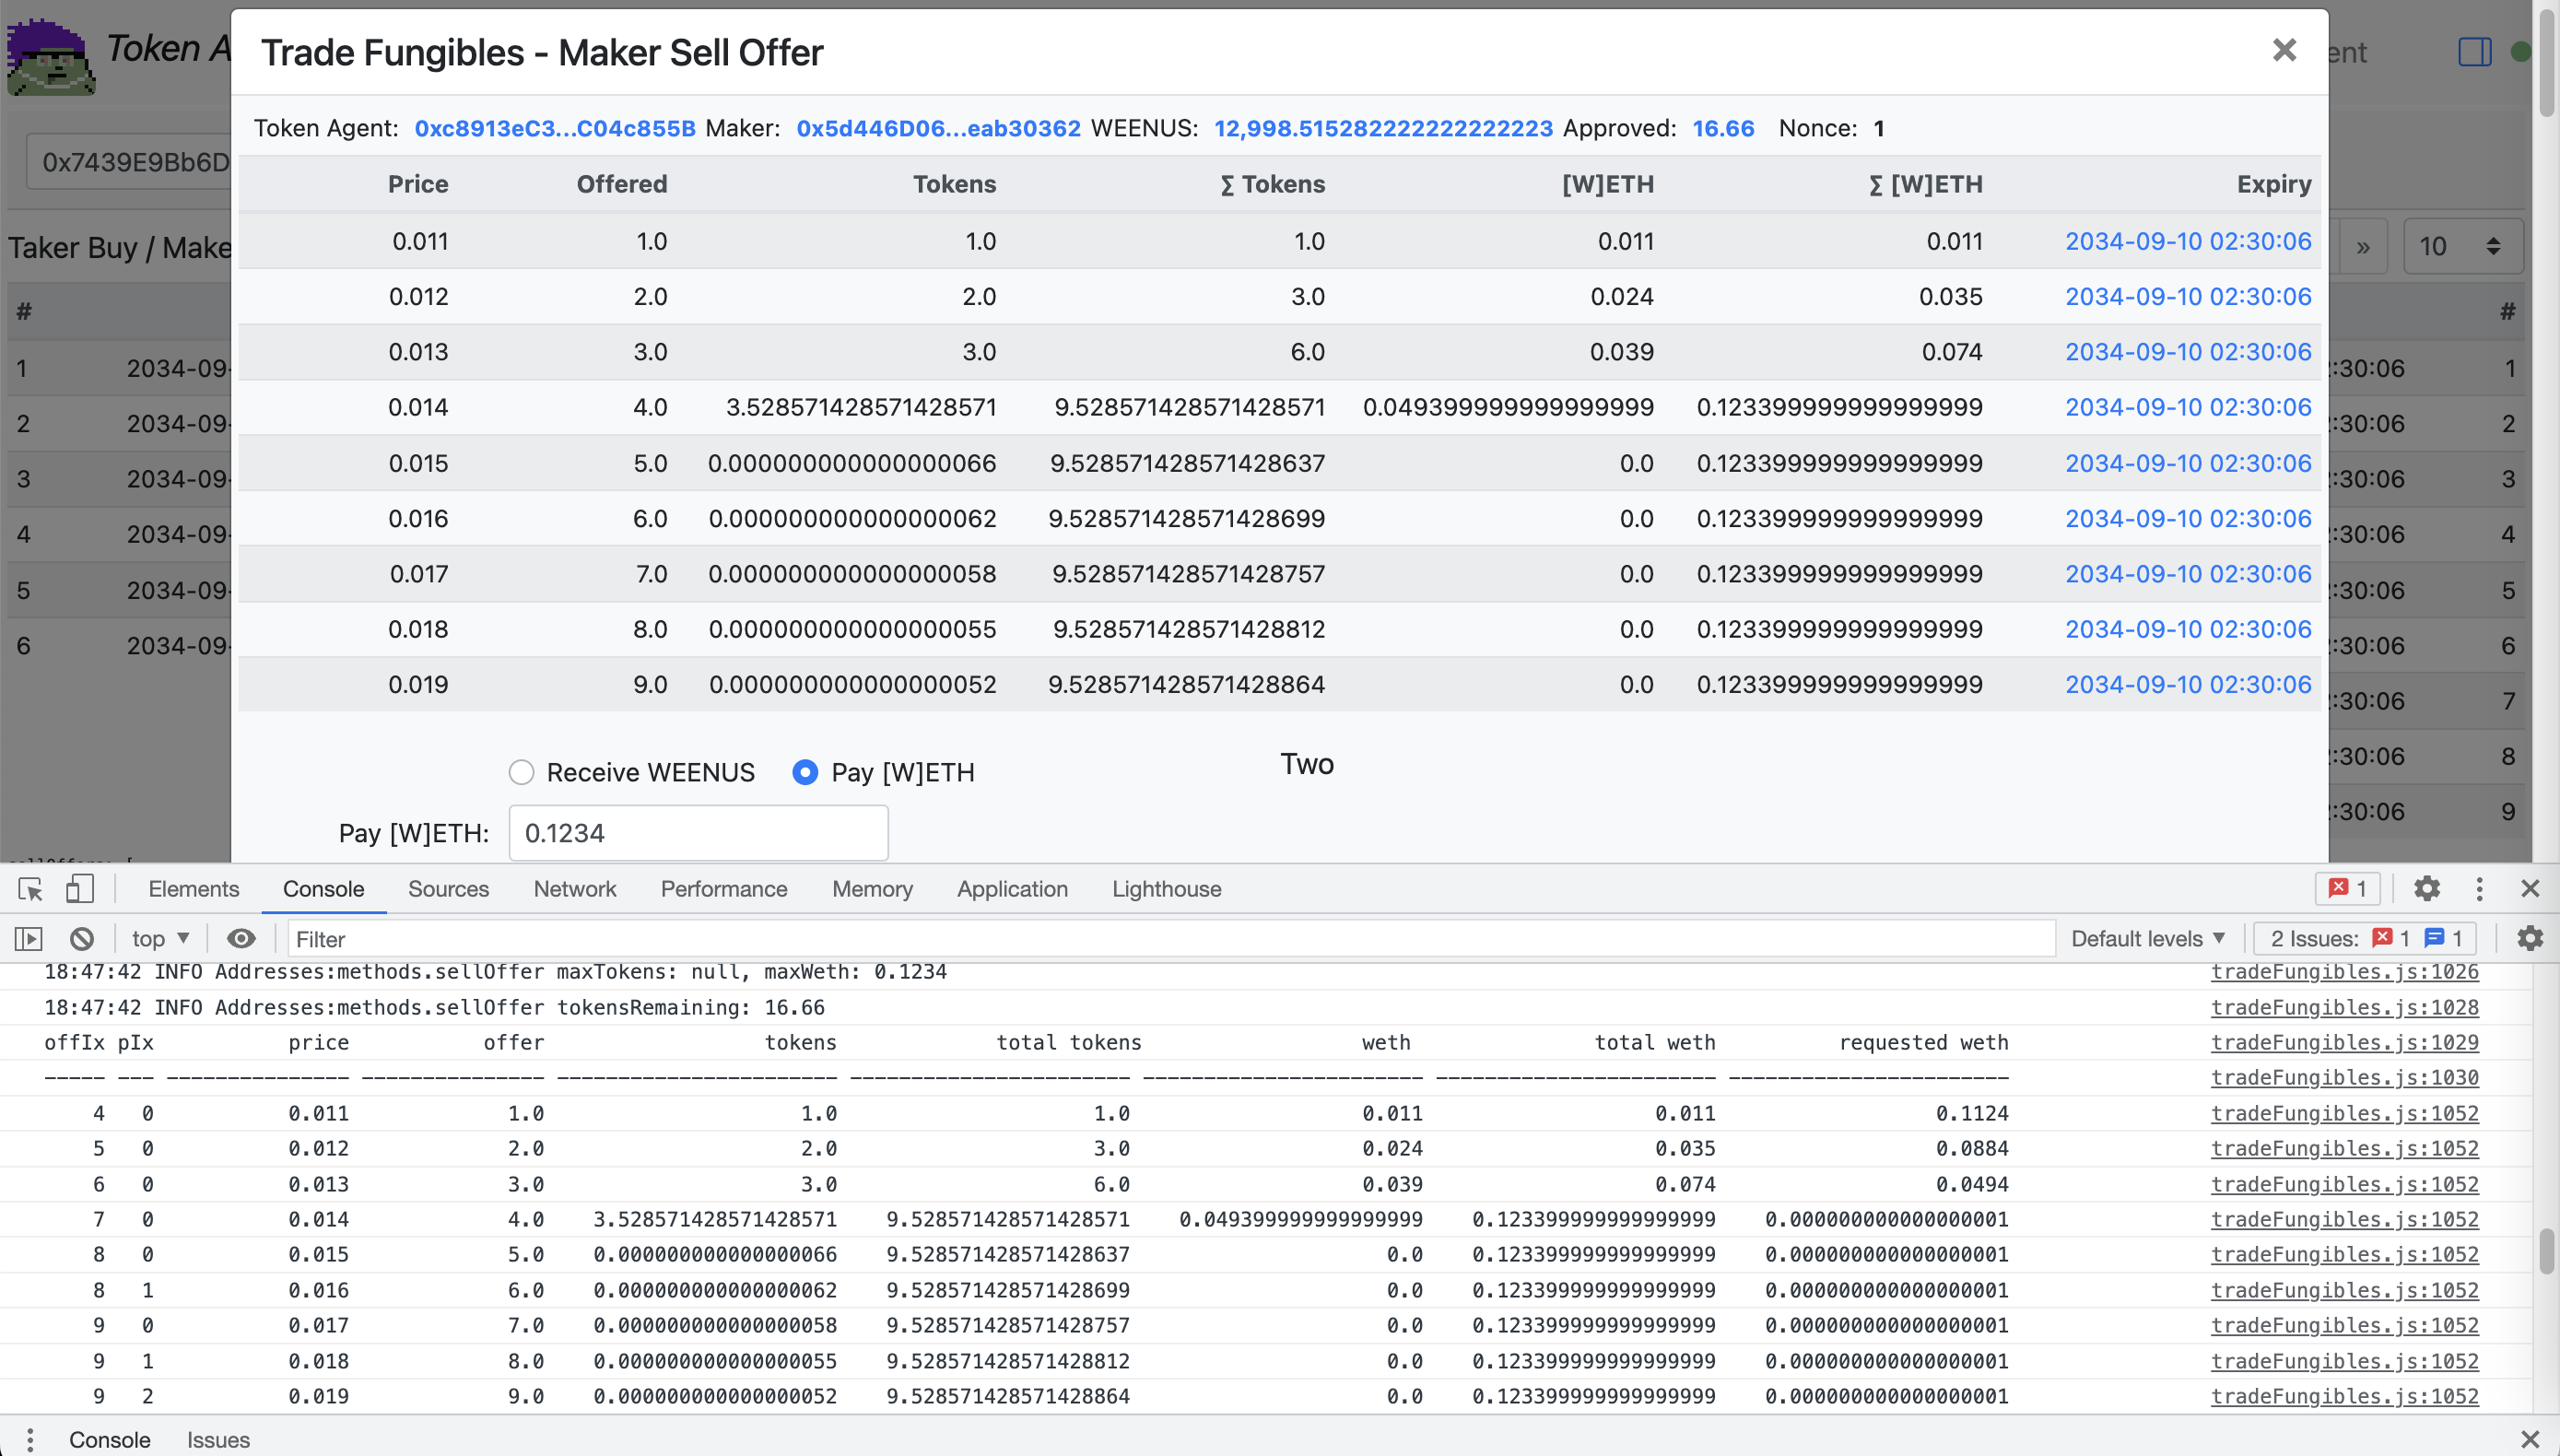 Token A
Trade Fungibles - Maker Sell Offer
ent
0x7439E9Bb6D
Token Agent: 0xc8913eC3...C04c855B Maker: 0x5d446D06...eab30362 WEENUS: 12,998.515282222222222223 Approved: 16.66 Nonce: 1
Taker Buy / Make
» 10
Price Offered Tokens ∑ Tokens [W]ETH ∑ [W]ETH Expiry
0.011 1.0 1.0 1.0 0.011 0.011 2034-09-10 02:30:06
0.012 2.0 2.0 3.0 0.024 0.035 2034-09-10 02:30:06
0.013 3.0 3.0 6.0 0.039 0.074 2034-09-10 02:30:06
0.014 4.0 3.528571428571428571 9.528571428571428571 0.049399999999999999 0.123399999999999999 2034-09-10 02:30:06
0.015 5.0 0.000000000000000066 9.528571428571428637 0.0 0.123399999999999999 2034-09-10 02:30:06
0.016 6.0 0.000000000000000062 9.528571428571428699 0.0 0.123399999999999999 2034-09-10 02:30:06
0.017 7.0 0.000000000000000058 9.528571428571428757 0.0 0.123399999999999999 2034-09-10 02:30:06
0.018 8.0 0.000000000000000055 9.528571428571428812 0.0 0.123399999999999999 2034-09-10 02:30:06
0.019 9.0 0.000000000000000052 9.528571428571428864 0.0 0.123399999999999999 2034-09-10 02:30:06
# #
1 2034-09- :30:06 1
2 2034-09- :30:06 2
3 2034-09- :30:06 3
4 2034-09- :30:06 4
5 2034-09- :30:06 5
6 2034-09- :30:06 6
:30:06 7
:30:06 8
:30:06 9
Receive WEENUS Pay [W]ETH Two
Pay [W]ETH: 0.1234
Elements Console Sources Network Performance Memory Application Lighthouse 1
top Filter Default levels 2 Issues: 1 1
18:47:42 INFO Addresses:methods.sellOffer maxTokens: null, maxWeth: 0.1234 tradeFungibles.js:1026
18:47:42 INFO Addresses:methods.sellOffer tokensRemaining: 16.66 tradeFungibles.js:1028
offIx pIx price offer tokens total tokens weth total weth requested weth tradeFungibles.js:1029
----- --- --------------- --------------- ----------------------- ----------------------- ----------------------- ----------------------- ----------------------- tradeFungibles.js:1030
4 0 0.011 1.0 1.0 1.0 0.011 0.011 0.1124 tradeFungibles.js:1052
5 0 0.012 2.0 2.0 3.0 0.024 0.035 0.0884 tradeFungibles.js:1052
6 0 0.013 3.0 3.0 6.0 0.039 0.074 0.0494 tradeFungibles.js:1052
7 0 0.014 4.0 3.528571428571428571 9.528571428571428571 0.049399999999999999 0.123399999999999999 0.000000000000000001 tradeFungibles.js:1052
8 0 0.015 5.0 0.000000000000000066 9.528571428571428637 0.0 0.123399999999999999 0.000000000000000001 tradeFungibles.js:1052
8 1 0.016 6.0 0.000000000000000062 9.528571428571428699 0.0 0.123399999999999999 0.000000000000000001 tradeFungibles.js:1052
9 0 0.017 7.0 0.000000000000000058 9.528571428571428757 0.0 0.123399999999999999 0.000000000000000001 tradeFungibles.js:1052
9 1 0.018 8.0 0.000000000000000055 9.528571428571428812 0.0 0.123399999999999999 0.000000000000000001 tradeFungibles.js:1052
9 2 0.019 9.0 0.000000000000000052 9.528571428571428864 0.0 0.123399999999999999 0.000000000000000001 tradeFungibles.js:1052
Console Issues